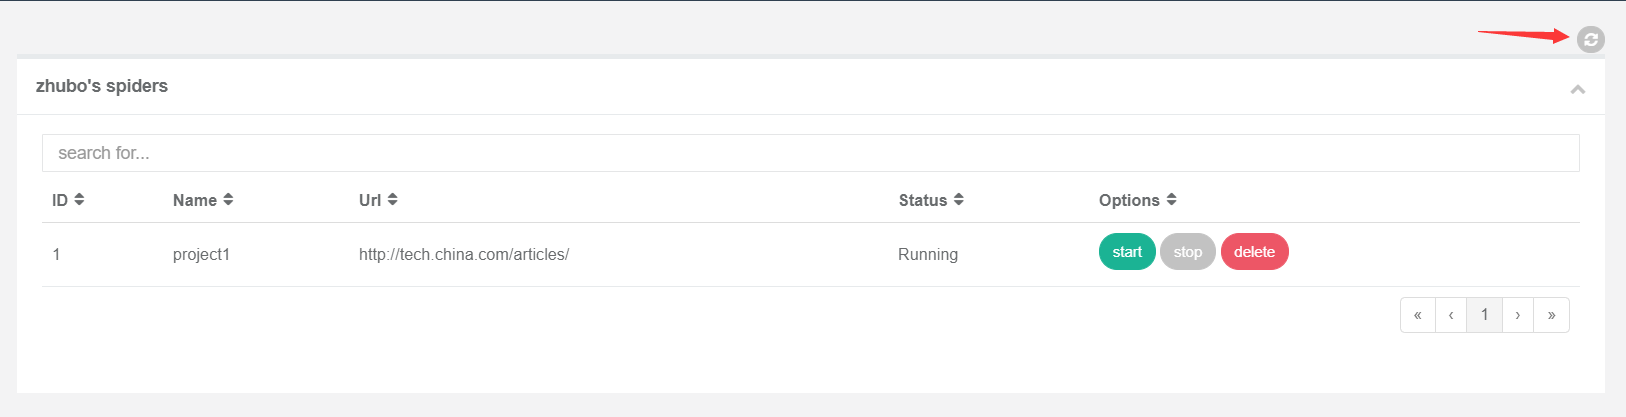 zhubo's spiders
search for...
ID Name Url Status Options
1 project1 http://tech.china.com/articles/ Running start stop delete
« ‹ 1 › »